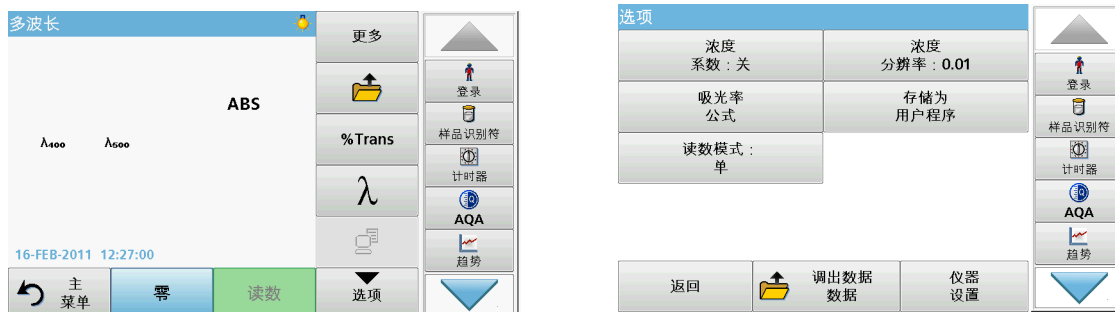 多波长
更多
ABS
λ₄₀₀ λ₅₀₀
%Trans
λ
16-FEB-2011 12:27:00
主
菜单
零
读数
选项
登录
样品识别符
计时器
AQA
趋势
选项
浓度
系数：关
浓度
分辨率：0.01
吸光率
公式
存储为
用户程序
读数模式：
单
返回
调出数据
数据
仪器
设置
登录
样品识别符
计时器
AQA
趋势